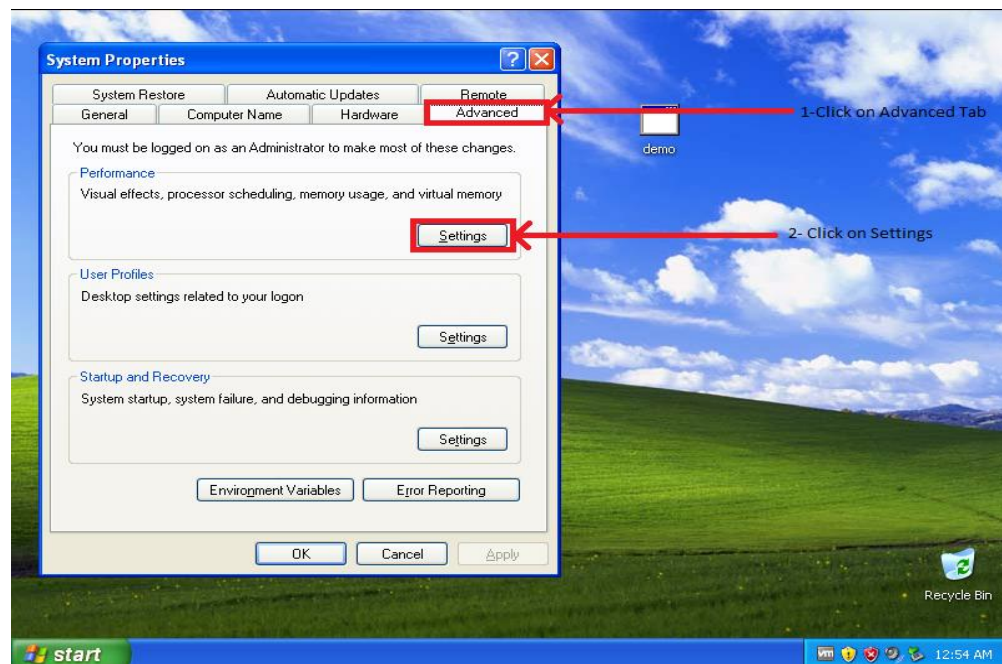 System Properties
System Restore
Automatic Updates
Remote
General
Computer Name
Hardware
Advanced
1-Click on Advanced Tab
demo
You must be logged on as an Administrator to make most of these changes.
Performance
Visual effects, processor scheduling, memory usage, and virtual memory
Settings
2- Click on Settings
User Profiles
Desktop settings related to your logon
Settings
Startup and Recovery
System startup, system failure, and debugging information
Settings
Environment Variables
Error Reporting
OK
Cancel
Apply
Recycle Bin
start
vm
12:54 AM